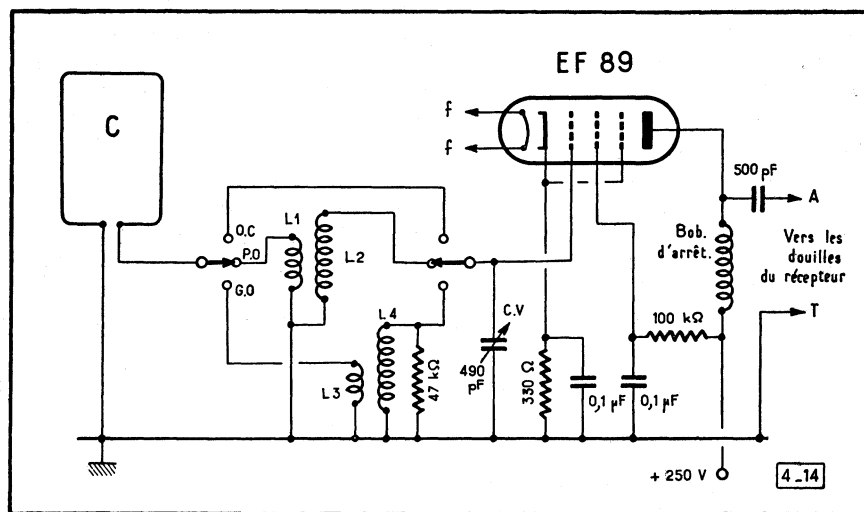 EF 89
C
f
f
500 pF
A
O.C
L1
P.O
L2
Bob.
d'arrêt.
Vers les
douilles
du récepteur
G.O
L4
C.V
100 kΩ
T
L3
47 kΩ
490
pF
330 Ω
0,1 µF
0,1 µF
+ 250 V
4_14